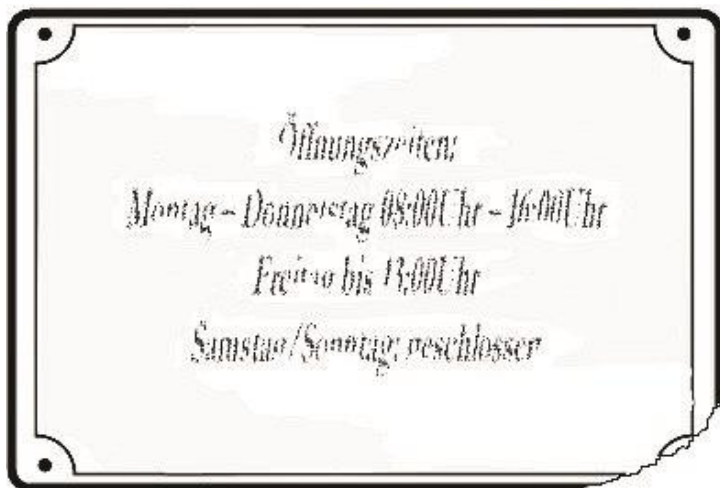 Öffnungszeiten:
Montag - Donnerstag 08:00Uhr - 16:00Uhr
Freitag bis 13:00Uhr
Samstag/Sonntag: geschlossen